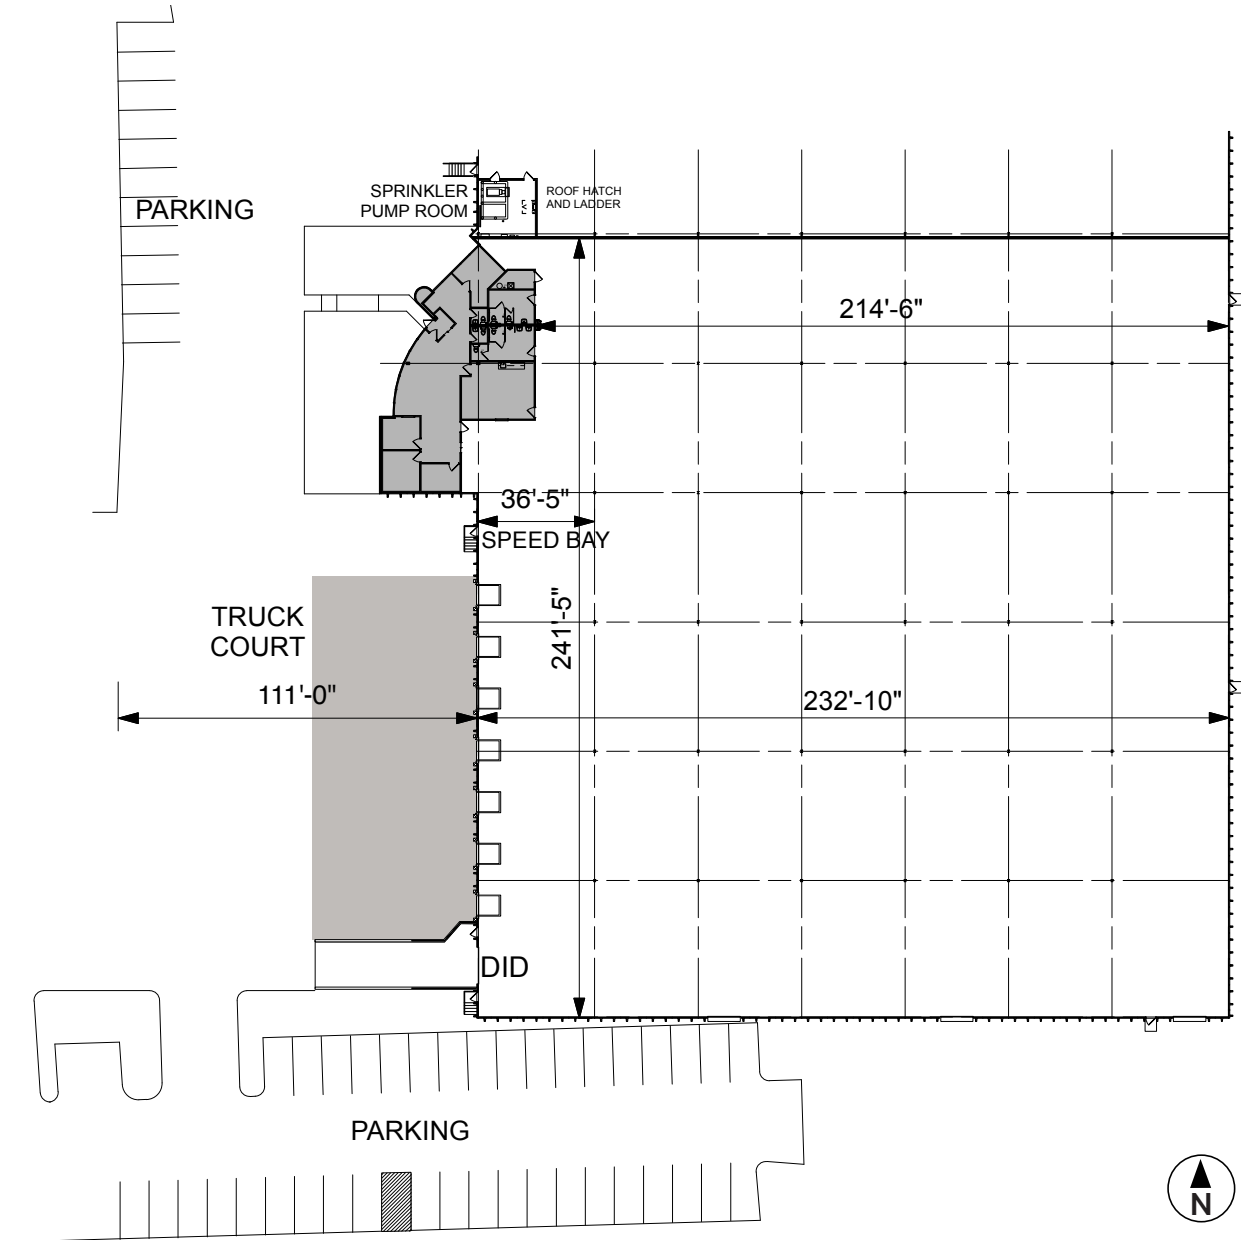 SPRINKLER
PUMP ROOM
ROOF HATCH
AND LADDER
PARKING
214'-6"
36'-5"
SPEED BAY
241'-5"
TRUCK
COURT
111'-0"
232'-10"
DID
PARKING
N